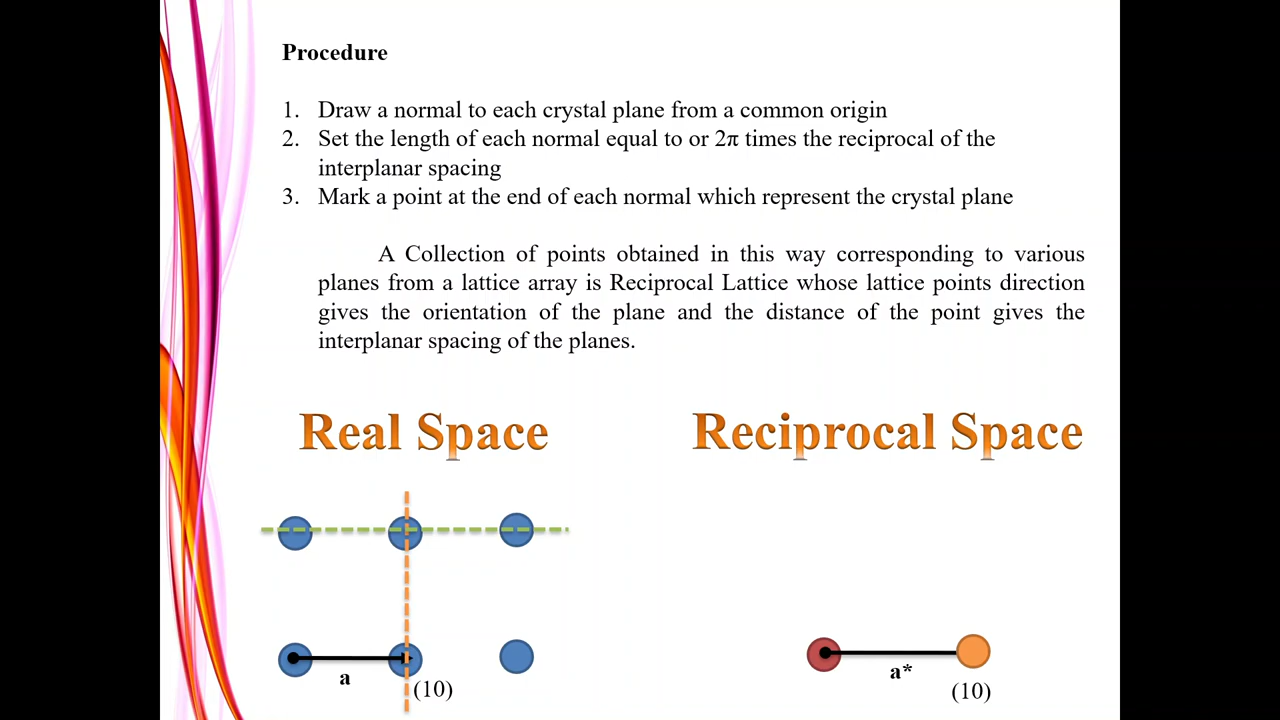 Procedure
1. Draw a normal to each crystal plane from a common origin
2. Set the length of each normal equal to or 2π times the reciprocal of the
interplanar spacing
3. Mark a point at the end of each normal which represent the crystal plane
A Collection of points obtained in this way corresponding to various
planes from a lattice array is Reciprocal Lattice whose lattice points direction
gives the orientation of the plane and the distance of the point gives the
interplanar spacing of the planes.
Real Space
Reciprocal Space
a
(10)
a*
(10)